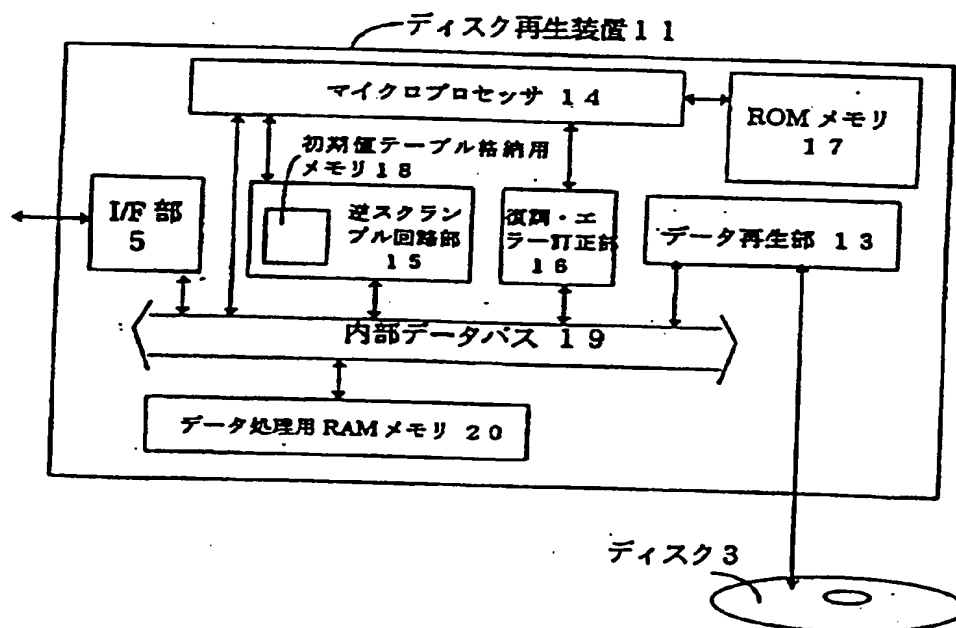 ディスク再生装置11
マイクロプロセッサ 14
ROM メモリ
17
初期値テーブル格納用
メモリ18
I/F 部
5
逆スクラン
ブル回路部
15
復調・エ
ラー訂正部
16
データ再生部 13
内部データバス 19
データ処理用 RAM メモリ 20
ディスク3